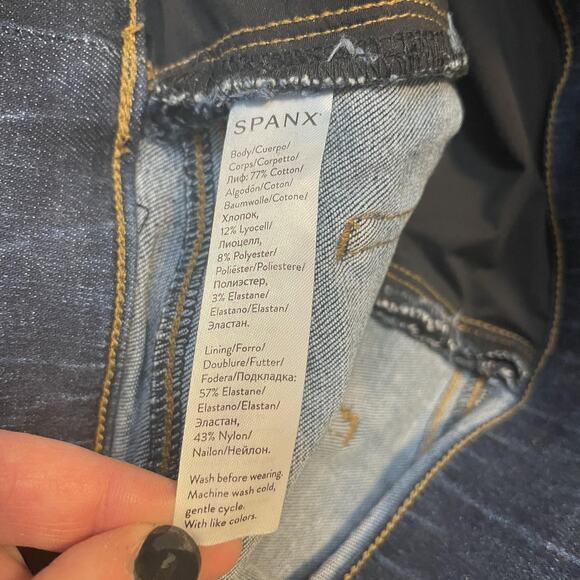 SPANX
Body/Cuerpo/
Corps/Corpetto/
Лиф: 77% Cotton/
Algodón/Coton/
Baumwolle/Cotone/
Хлопок,
12% Lyocell/
Лиоцелл,
8% Polyester/
Poliéster/Poliestere/
Полиэстер,
3% Elastane/
Elastano/Elastan/
Эластан.
Lining/Forro/
Doublure/Futter/
Fodera/Подкладка:
57% Elastane/
Elastano/Elastan/
Эластан,
43% Nylon/
Nailon/Нейлон.
Wash before wearing.
Machine wash cold,
gentle cycle.
With like colors.